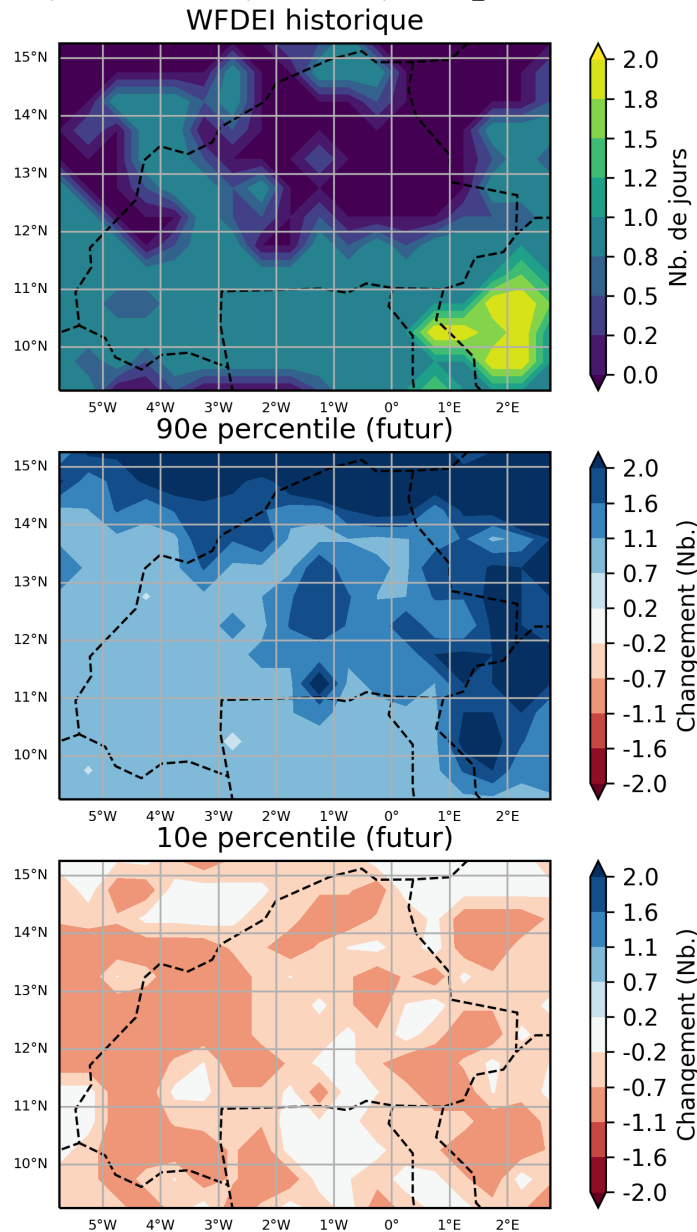 WFDEI historique
15°N
14°N
13°N
12°N
11°N
10°N
5°W 4°W 3°W 2°W 1°W 0° 1°E 2°E
2.0
1.8
1.5
1.2
1.0
0.8
0.5
0.2
0.0
Nb. de jours
90e percentile (futur)
15°N
14°N
13°N
12°N
11°N
10°N
5°W 4°W 3°W 2°W 1°W 0° 1°E 2°E
2.0
1.6
1.1
0.7
0.2
-0.2
-0.7
-1.1
-1.6
-2.0
Changement (Nb.)
10e percentile (futur)
15°N
14°N
13°N
12°N
11°N
10°N
5°W 4°W 3°W 2°W 1°W 0° 1°E 2°E
2.0
1.6
1.1
0.7
0.2
-0.2
-0.7
-1.1
-1.6
-2.0
Changement (Nb.)